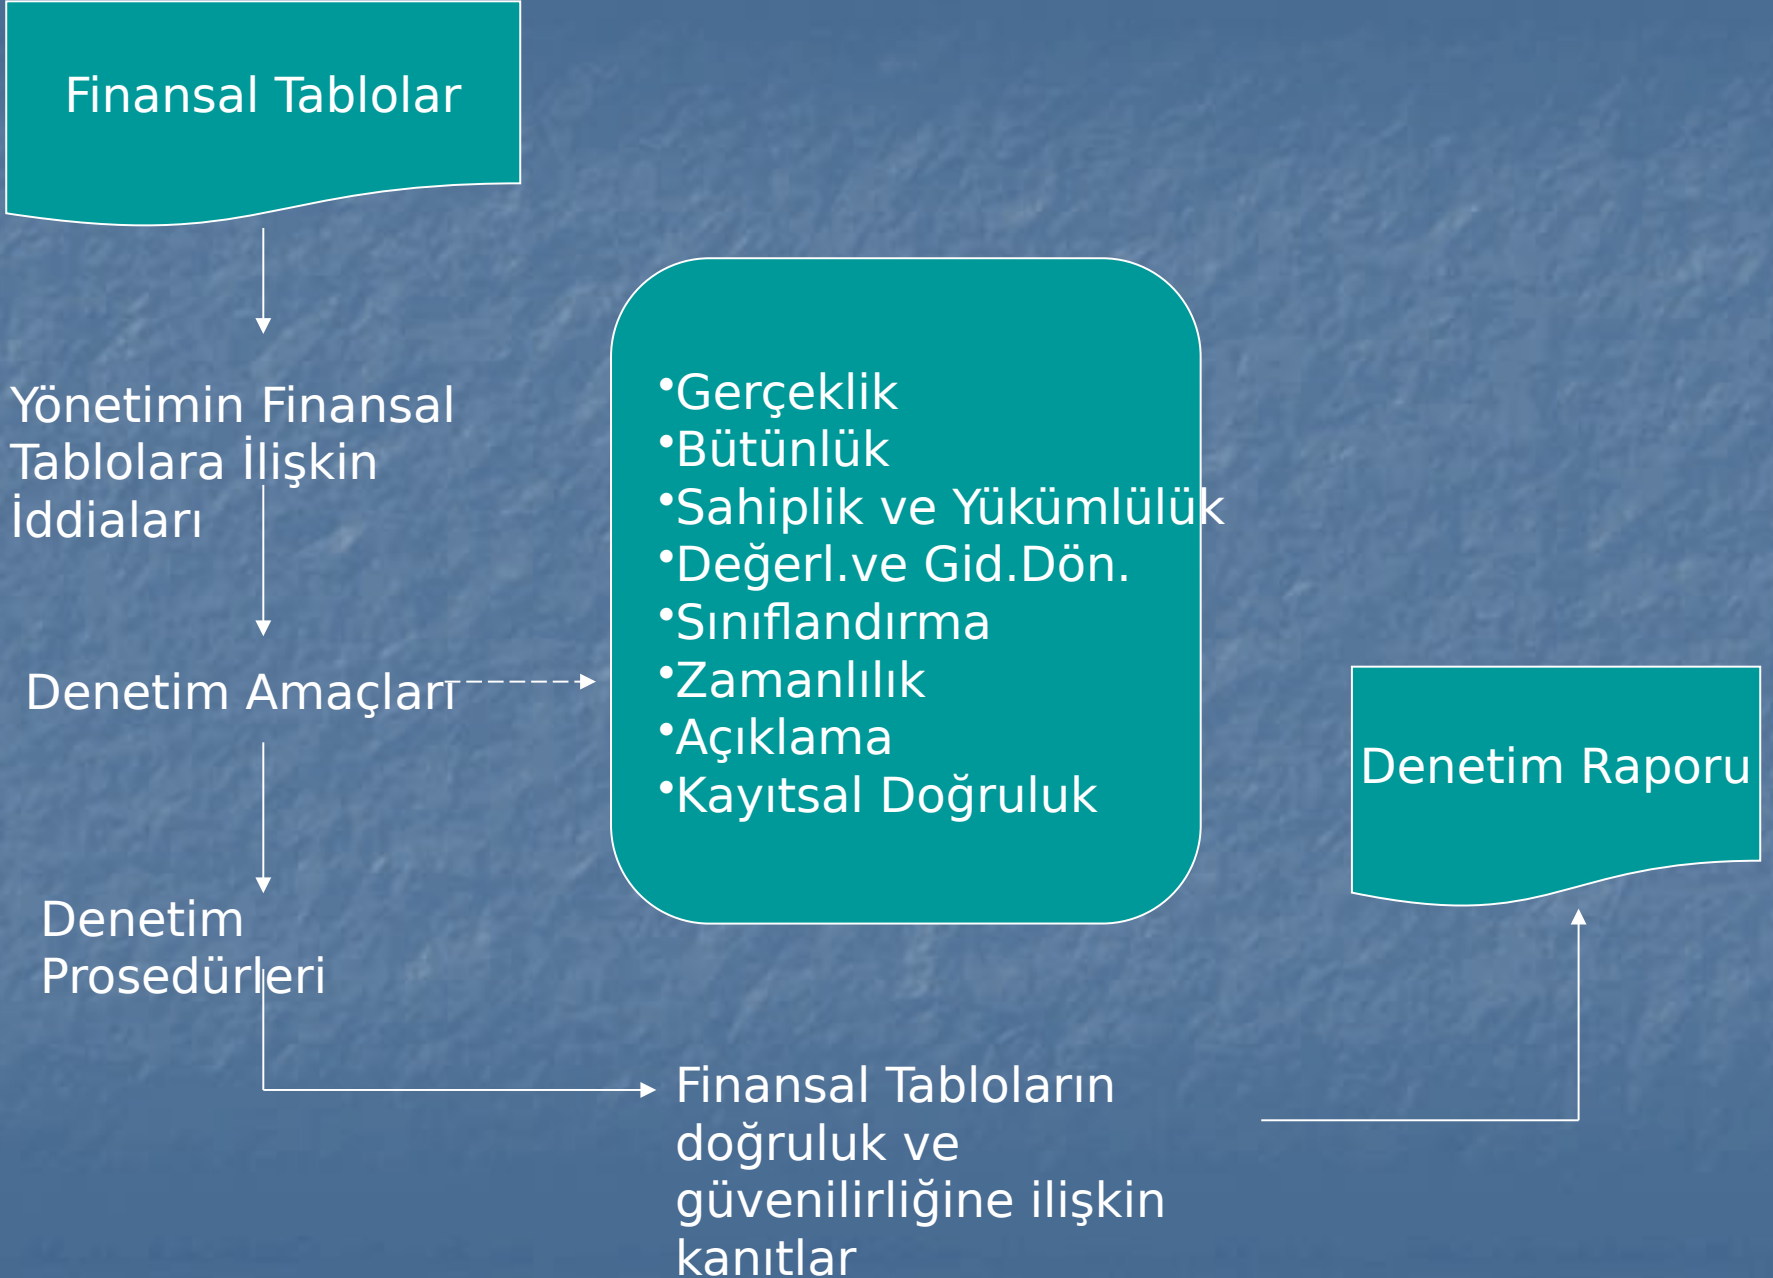 Finansal Tablolar
Yönetimin Finansal
Tablolara İlişkin
İddiaları
Denetim Amaçları
•Gerçeklik
•Bütünlük
•Sahiplik ve Yükümlülük
•Değerl.ve Gid.Dön.
•Sınıflandırma
•Zamanlılık
•Açıklama
•Kayıtsal Doğruluk
Denetim Raporu
Denetim
Prosedürleri
Finansal Tabloların
doğruluk ve
güvenilirliğine ilişkin
kanıtlar